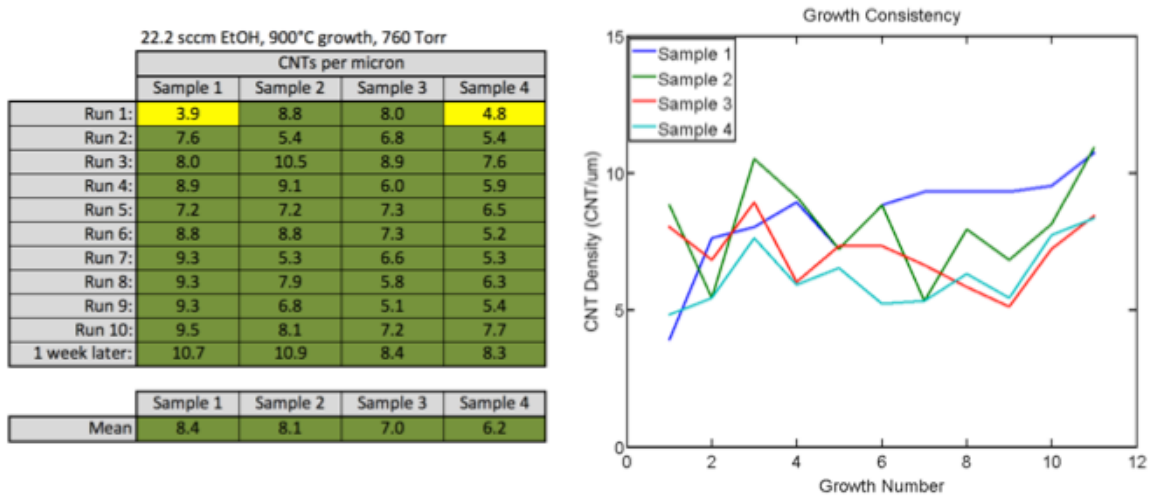 22.2 sccm EtOH, 900°C growth, 760 Torr
CNTs per micron
Sample 1 Sample 2 Sample 3 Sample 4
Run 1: 3.9 8.8 8.0 4.8
Run 2: 7.6 5.4 6.8 5.4
Run 3: 8.0 10.5 8.9 7.6
Run 4: 8.9 9.1 6.0 5.9
Run 5: 7.2 7.2 7.3 6.5
Run 6: 8.8 8.8 7.3 5.2
Run 7: 9.3 5.3 6.6 5.3
Run 8: 9.3 7.9 5.8 6.3
Run 9: 9.3 6.8 5.1 5.4
Run 10: 9.5 8.1 7.2 7.7
1 week later: 10.7 10.9 8.4 8.3
Sample 1 Sample 2 Sample 3 Sample 4
Mean 8.4 8.1 7.0 6.2
Growth Consistency
Sample 1
Sample 2
Sample 3
Sample 4
CNT Density (CNT/um)
15
10
5
0
0 2 4 6 8 10 12
Growth Number